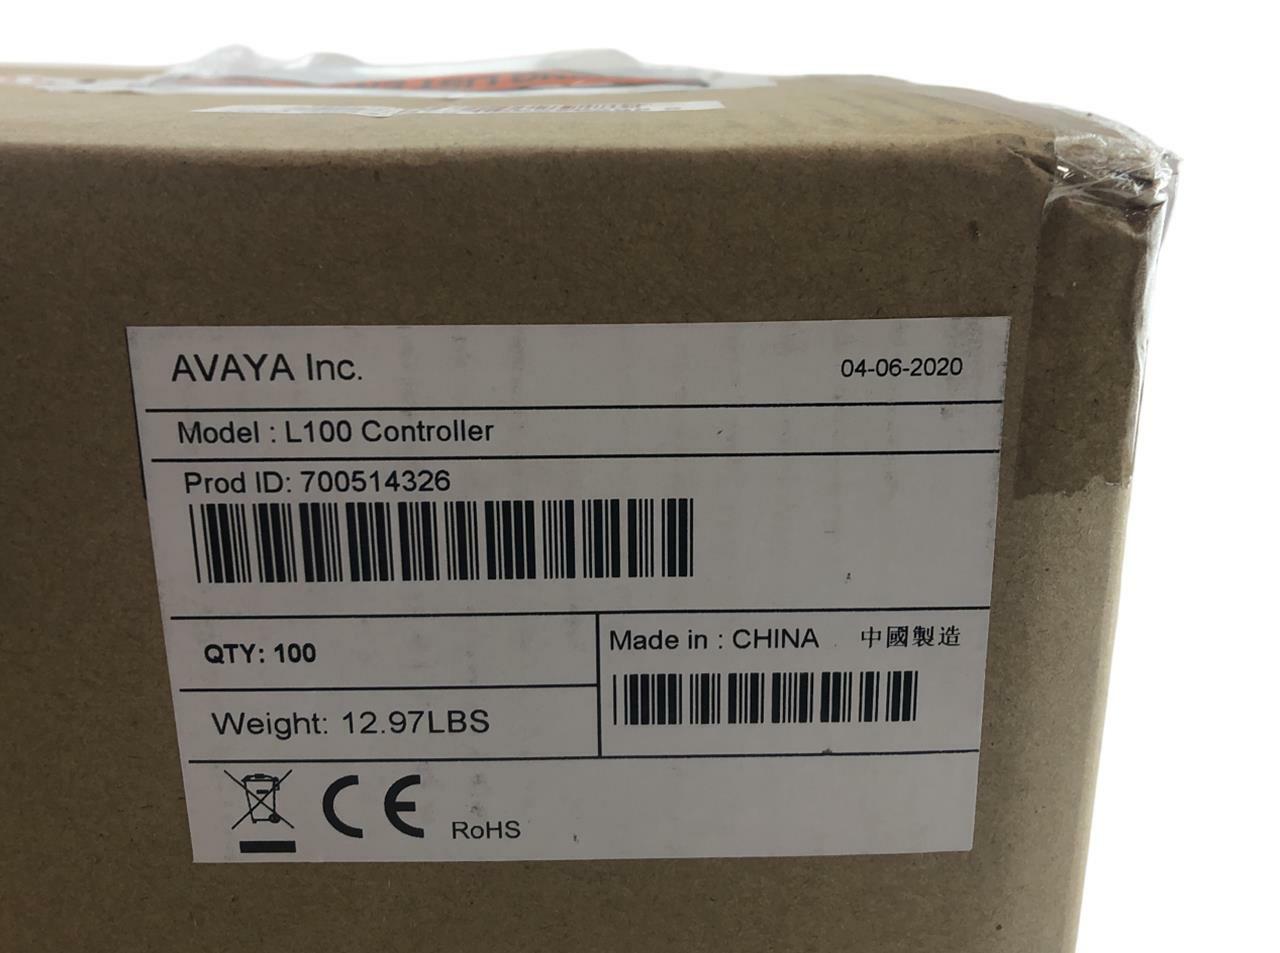 AVAYA Inc.
04-06-2020
Model : L100 Controller
Prod ID: 700514326
QTY: 100
Made in : CHINA 中國製造
Weight: 12.97LBS
CE
RoHS